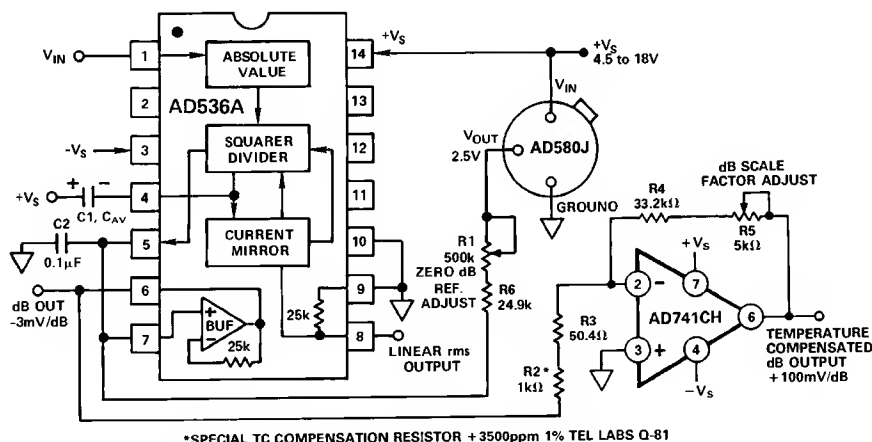 V_IN
1
ABSOLUTE
VALUE
+V_S
14
+V_S
4.5 to 18V
2
AD536A
13
V_IN
-V_S
3
SQUARER
DIVIDER
12
V_OUT
2.5V
AD580J
+V_S
+
-
4
C1, C_AV
11
GROUND
R4
33.2kΩ
dB SCALE
FACTOR ADJUST
R5
5kΩ
C2
0.1µF
5
CURRENT
MIRROR
10
R1
500k
ZERO dB
REF.
ADJUST
+V_S
dB OUT
-3mV/dB
6
25k
9
R6
24.9k
2
-
7
AD741CH
6
7
+
BUF
-
25k
8
LINEAR rms
OUTPUT
R3
50.4Ω
3
+
4
-V_S
TEMPERATURE
COMPENSATED
dB OUTPUT
+100mV/dB
R2*
1kΩ
*SPECIAL TC COMPENSATION RESISTOR +3500ppm 1% TEL LABS Q-81